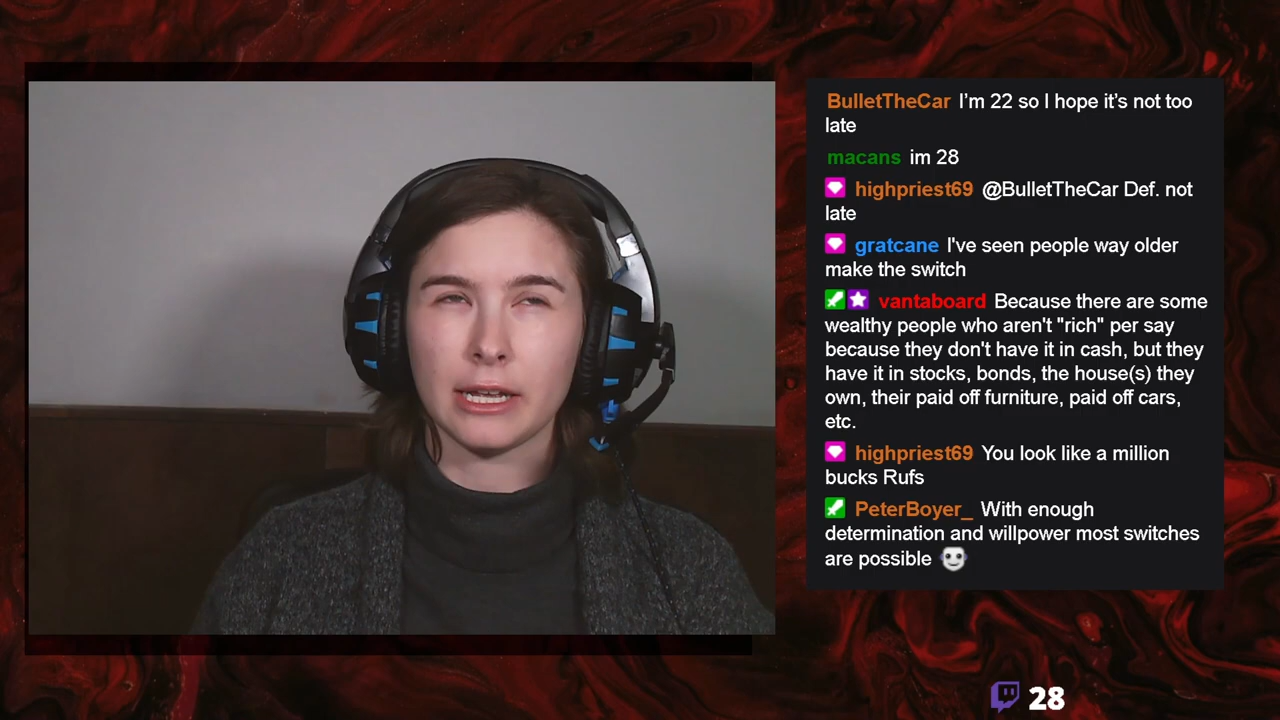 BulletTheCar I’m 22 so I hope it’s not too
late
macans im 28
highpriest69 @BulletTheCar Def. not
late
gratcane I've seen people way older
make the switch
vantaboard Because there are some
wealthy people who aren't "rich" per say
because they don't have it in cash, but they
have it in stocks, bonds, the house(s) they
own, their paid off furniture, paid off cars,
etc.
highpriest69 You look like a million
bucks Rufs
PeterBoyer_ With enough
determination and willpower most switches
are possible
28